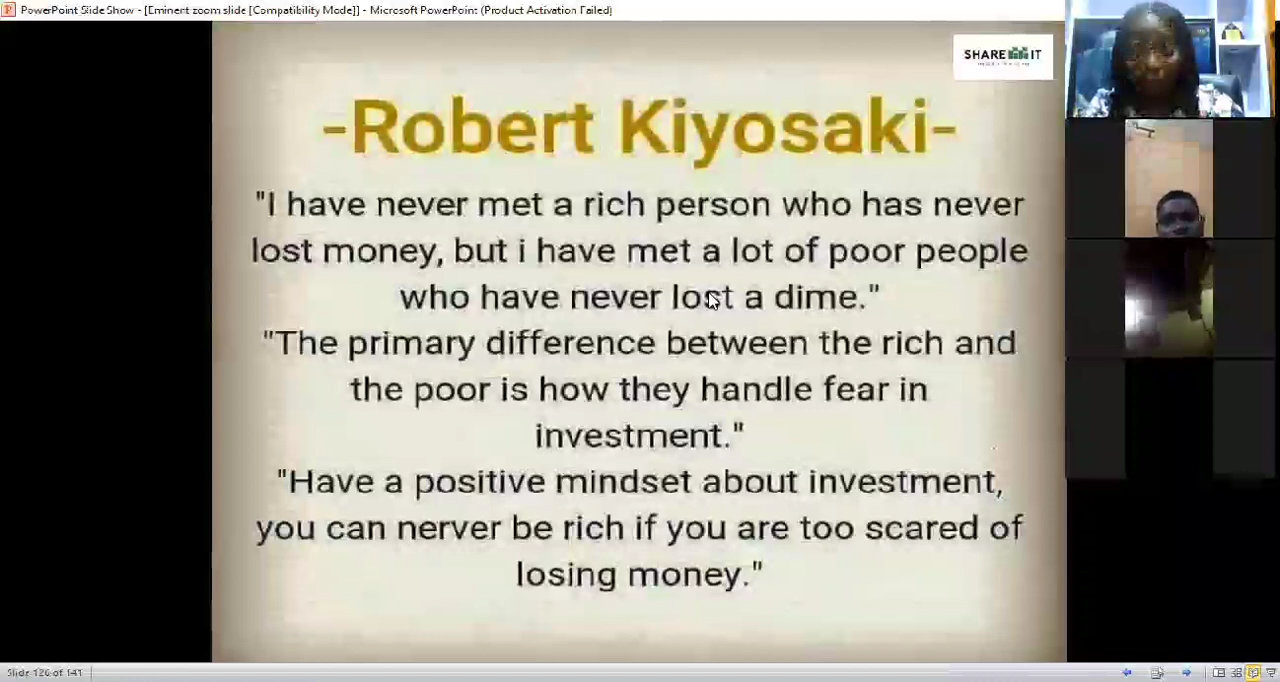 PowerPoint Slide Show - [Eminent zoom slide [Compatibility Mode]] - Microsoft PowerPoint (Product Activation Failed)
SHARE IT
-Robert Kiyosaki-
"I have never met a rich person who has never
lost money, but i have met a lot of poor people
who have never lost a dime."
"The primary difference between the rich and
the poor is how they handle fear in
investment."
"Have a positive mindset about investment,
you can nerver be rich if you are too scared of
losing money."
Slide 126 of 141